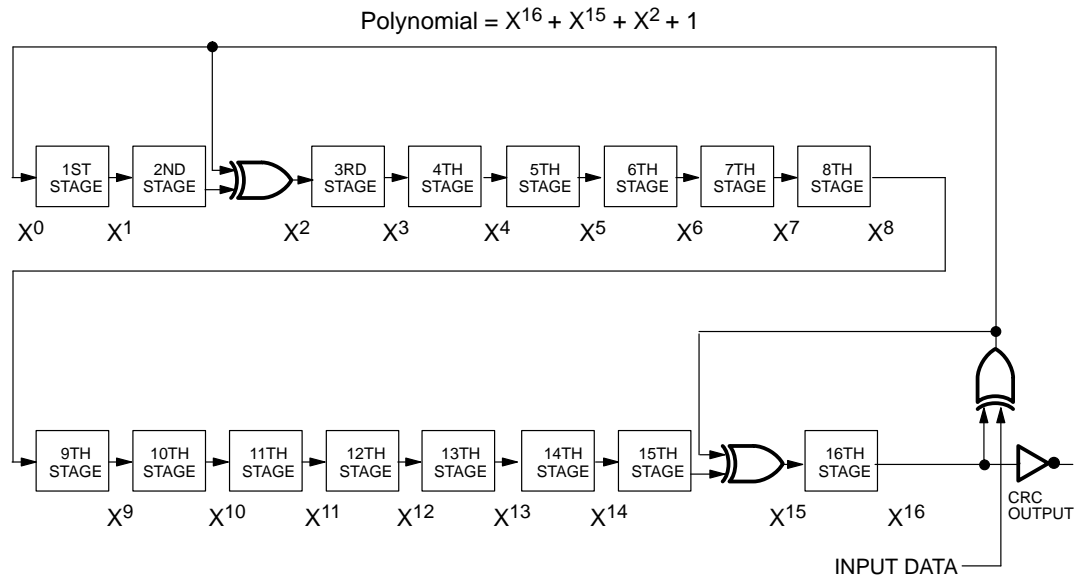 Polynomial = X¹⁶ + X¹⁵ + X² + 1
1ST
STAGE
2ND
STAGE
3RD
STAGE
4TH
STAGE
5TH
STAGE
6TH
STAGE
7TH
STAGE
8TH
STAGE
X⁰ X¹ X² X³ X⁴ X⁵ X⁶ X⁷ X⁸
9TH
STAGE
10TH
STAGE
11TH
STAGE
12TH
STAGE
13TH
STAGE
14TH
STAGE
15TH
STAGE
16TH
STAGE
X⁹ X¹⁰ X¹¹ X¹² X¹³ X¹⁴ X¹⁵ X¹⁶
CRC
OUTPUT
INPUT DATA